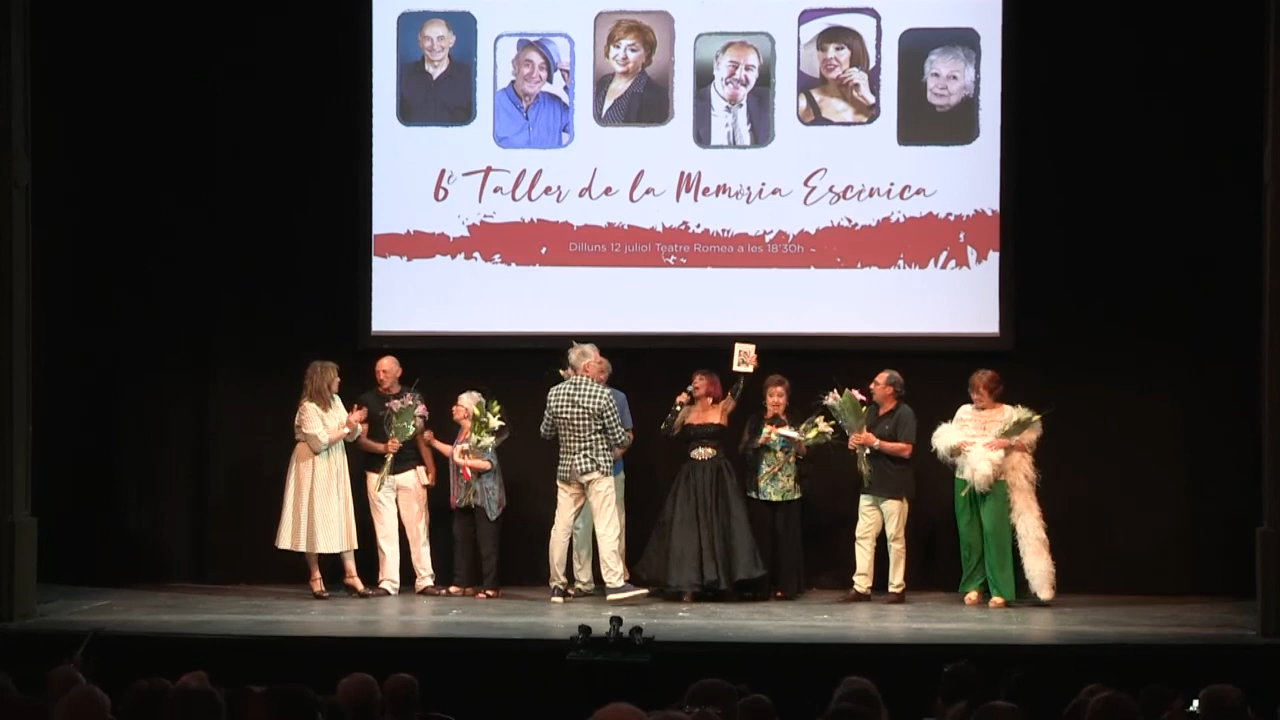 6è Taller de la Memòria Escènica
Dilluns 12 juliol Teatre Romea a les 18'30h